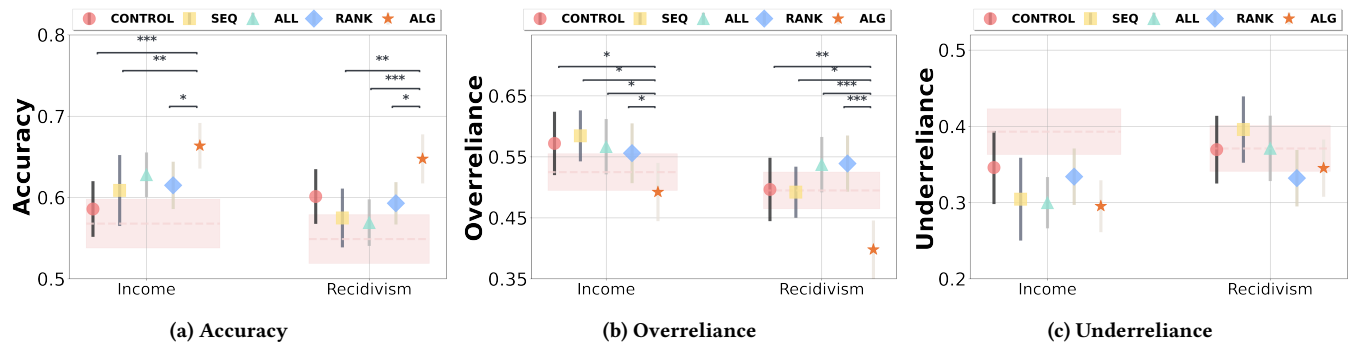 CONTROL SEQ ALL RANK ALG
Accuracy
0.8
0.7
0.6
0.5
***
**
*
**
***
*
Income Recidivism
(a) Accuracy
CONTROL SEQ ALL RANK ALG
Overreliance
0.65
0.55
0.45
0.35
*
*
*
*
**
*
***
***
Income Recidivism
(b) Overreliance
CONTROL SEQ ALL RANK ALG
Underreliance
0.5
0.4
0.3
0.2
Income Recidivism
(c) Underreliance